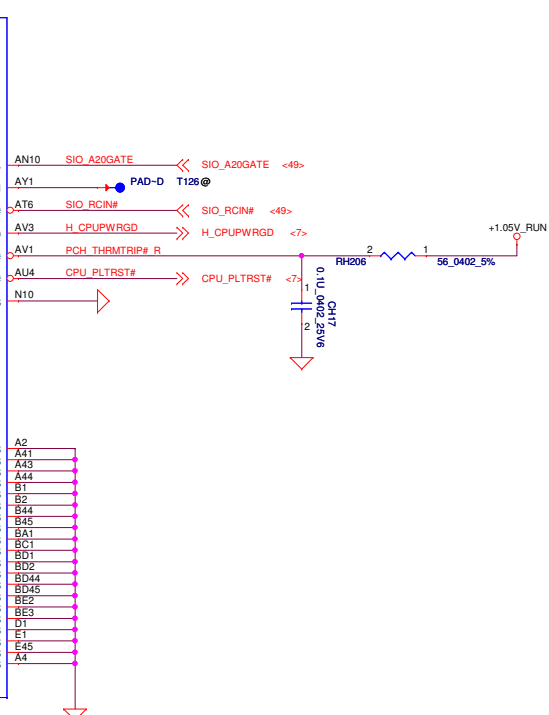 AN10 SIO_A20GATE SIO_A20GATE <49>
AY1 PAD~D T126@
AT6 SIO_RCIN# SIO_RCIN# <49>
AV3 H_CPUPWRGD H_CPUPWRGD <7>
+1.05V_RUN
AV1 PCH_THRMTRIP#_R 2 1
RH206 56_0402_5%
AU4 CPU_PLTRST# CPU_PLTRST# <7>
N10
1
2
0.1U_0402_25V6
CH17
A2
A41
A43
A44
B1
B2
B44
B45
BA1
BC1
BD1
BD2
BD44
BD45
BE2
BE3
D1
E1
E45
A4